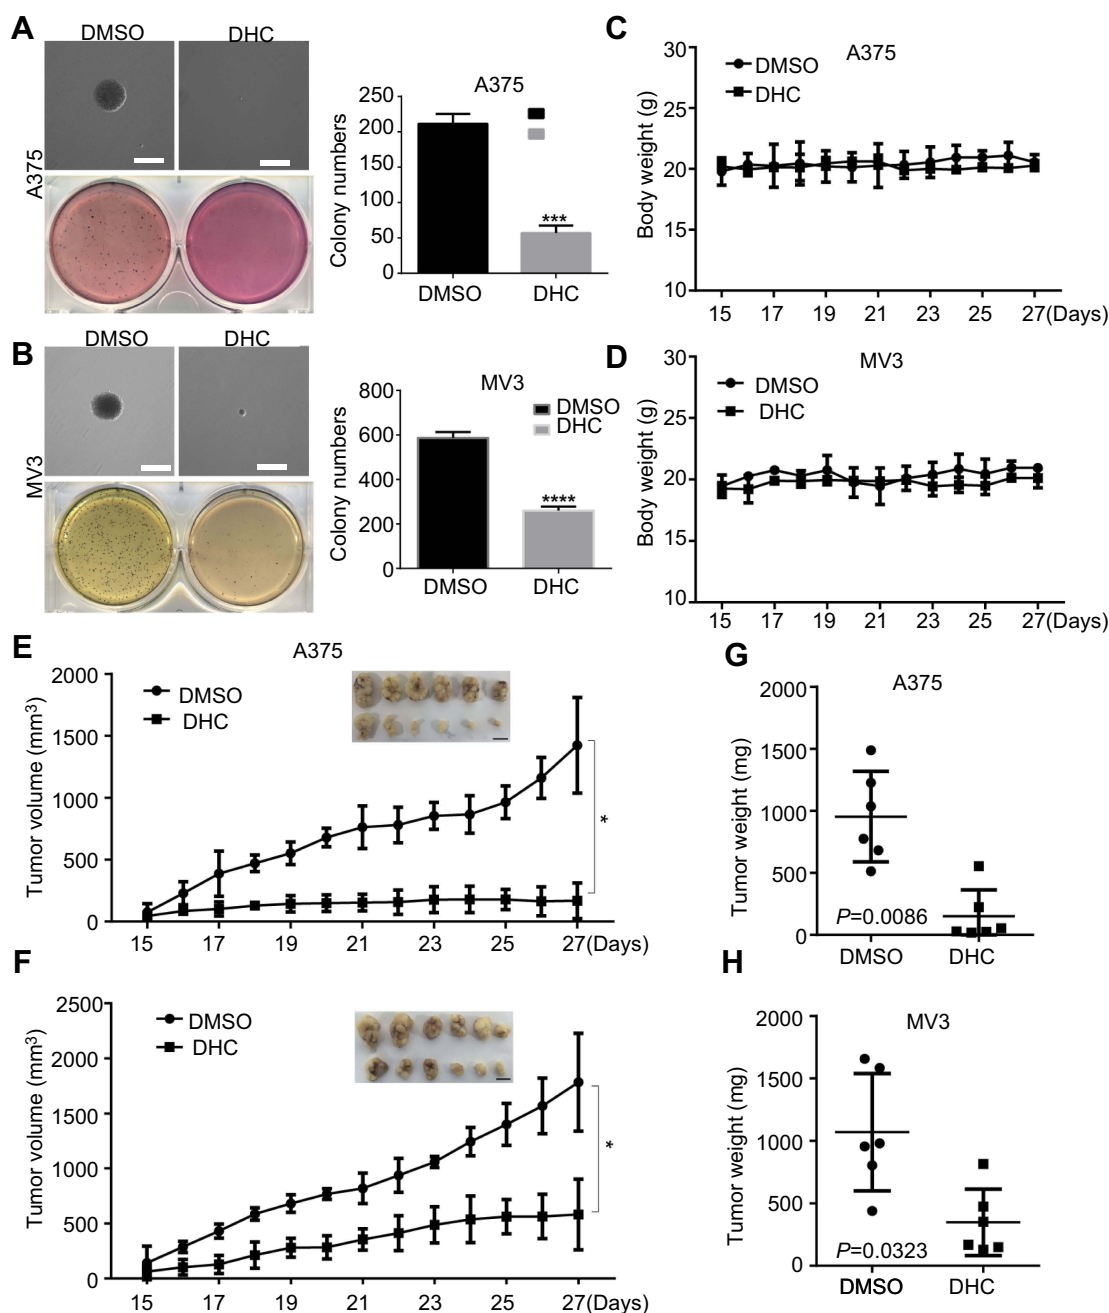 A
DMSO
DHC
A375
A375
Colony numbers
250
200
150
100
50
0
***
DMSO
DHC
B
DMSO
DHC
MV3
MV3
Colony numbers
800
600
400
200
0
DMSO
DHC
****
DMSO
DHC
C
A375
Body weight (g)
30
25
20
15
10
DMSO
DHC
15 17 19 21 23 25 27(Days)
D
MV3
Body weight (g)
30
25
20
15
10
DMSO
DHC
15 17 19 21 23 25 27(Days)
E
A375
Tumor volume (mm³)
2000
1500
1000
500
0
DMSO
DHC
*
15 17 19 21 23 25 27(Days)
F
Tumor volume (mm³)
2500
2000
1500
1000
500
0
DMSO
DHC
*
15 17 19 21 23 25 27(Days)
G
A375
Tumor weight (mg)
2000
1500
1000
500
0
P=0.0086
DMSO
DHC
H
MV3
Tumor weight (mg)
2000
1500
1000
500
0
P=0.0323
DMSO
DHC